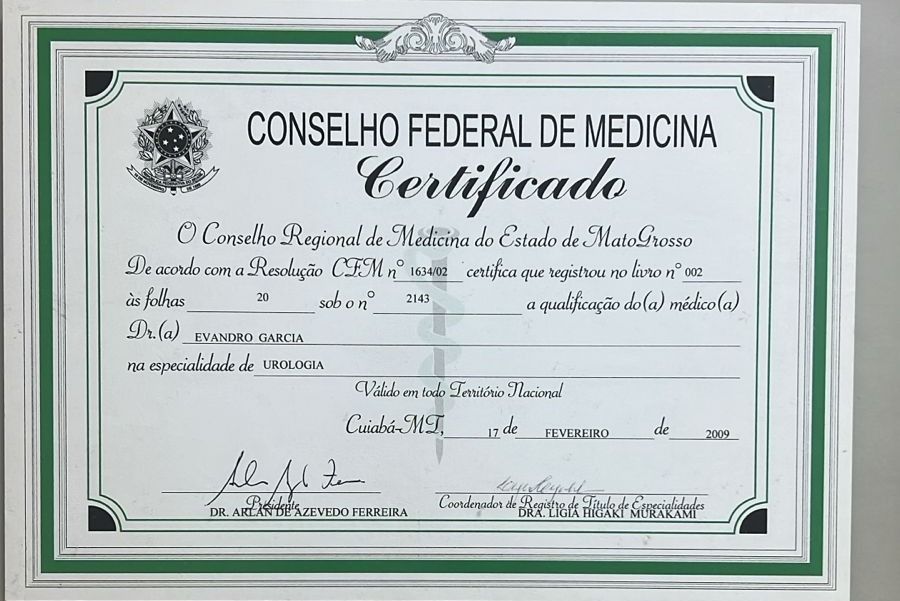 CONSELHO FEDERAL DE MEDICINA
Certificado
O Conselho Regional de Medicina do Estado de MatoGrosso
De acordo com a Resolução CFM nº 1634/02 certifica que registrou no livro nº 002
às folhas 20 sob o nº 2143 a qualificação do(a) médico(a)
Dr.(a) EVANDRO GARCIA
na especialidade de UROLOGIA
Válido em todo Território Nacional
Cuiabá-MT, 17 de FEVEREIRO de 2009
Presidente
DR. ARLAN DE AZEVEDO FERREIRA
Coordenador de Registro de Título de Especialidades
DRA. LIGIA HIGAKI MURAKAMI